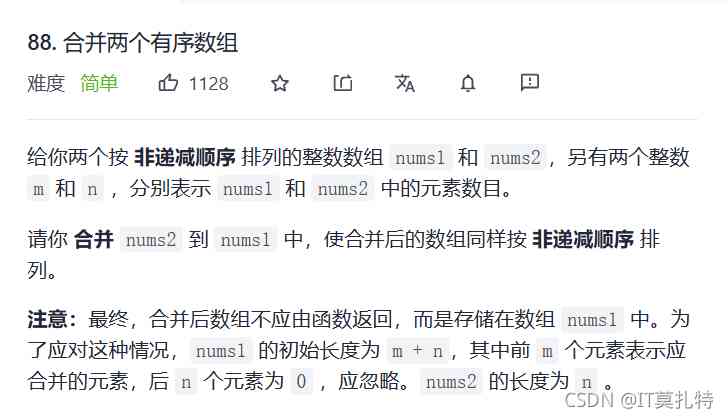 88. 合并两个有序数组
难度 简单 1128
给你两个按 非递减顺序 排列的整数数组 nums1 和 nums2，另有两个整数
m 和 n ，分别表示 nums1 和 nums2 中的元素数目。
请你 合并 nums2 到 nums1 中，使合并后的数组同样按 非递减顺序 排
列。
注意：最终，合并后数组不应由函数返回，而是存储在数组 nums1 中。为
了应对这种情况，nums1 的初始长度为 m + n，其中前 m 个元素表示应
合并的元素，后 n 个元素为 0 ，应忽略。nums2 的长度为 n 。
CSDN @IT莫扎特